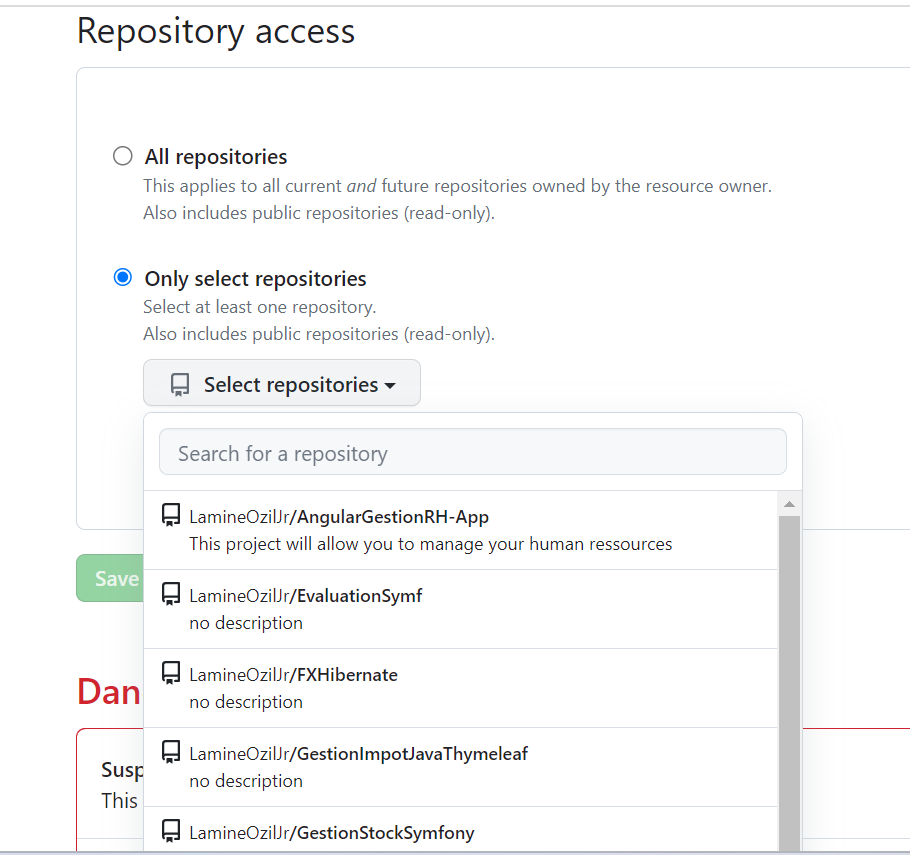 Repository access
All repositories
This applies to all current and future repositories owned by the resource owner.
Also includes public repositories (read-only).
Only select repositories
Select at least one repository.
Also includes public repositories (read-only).
Select repositories
Search for a repository
LamineOzilJr/AngularGestionRH-App
This project will allow you to manage your human ressources
LamineOzilJr/EvaluationSymf
no description
Save
LamineOzilJr/FXHibernate
no description
Dan
LamineOzilJr/GestionImpotJavaThymeleaf
no description
Susp
This
LamineOzilJr/GestionStockSymfony